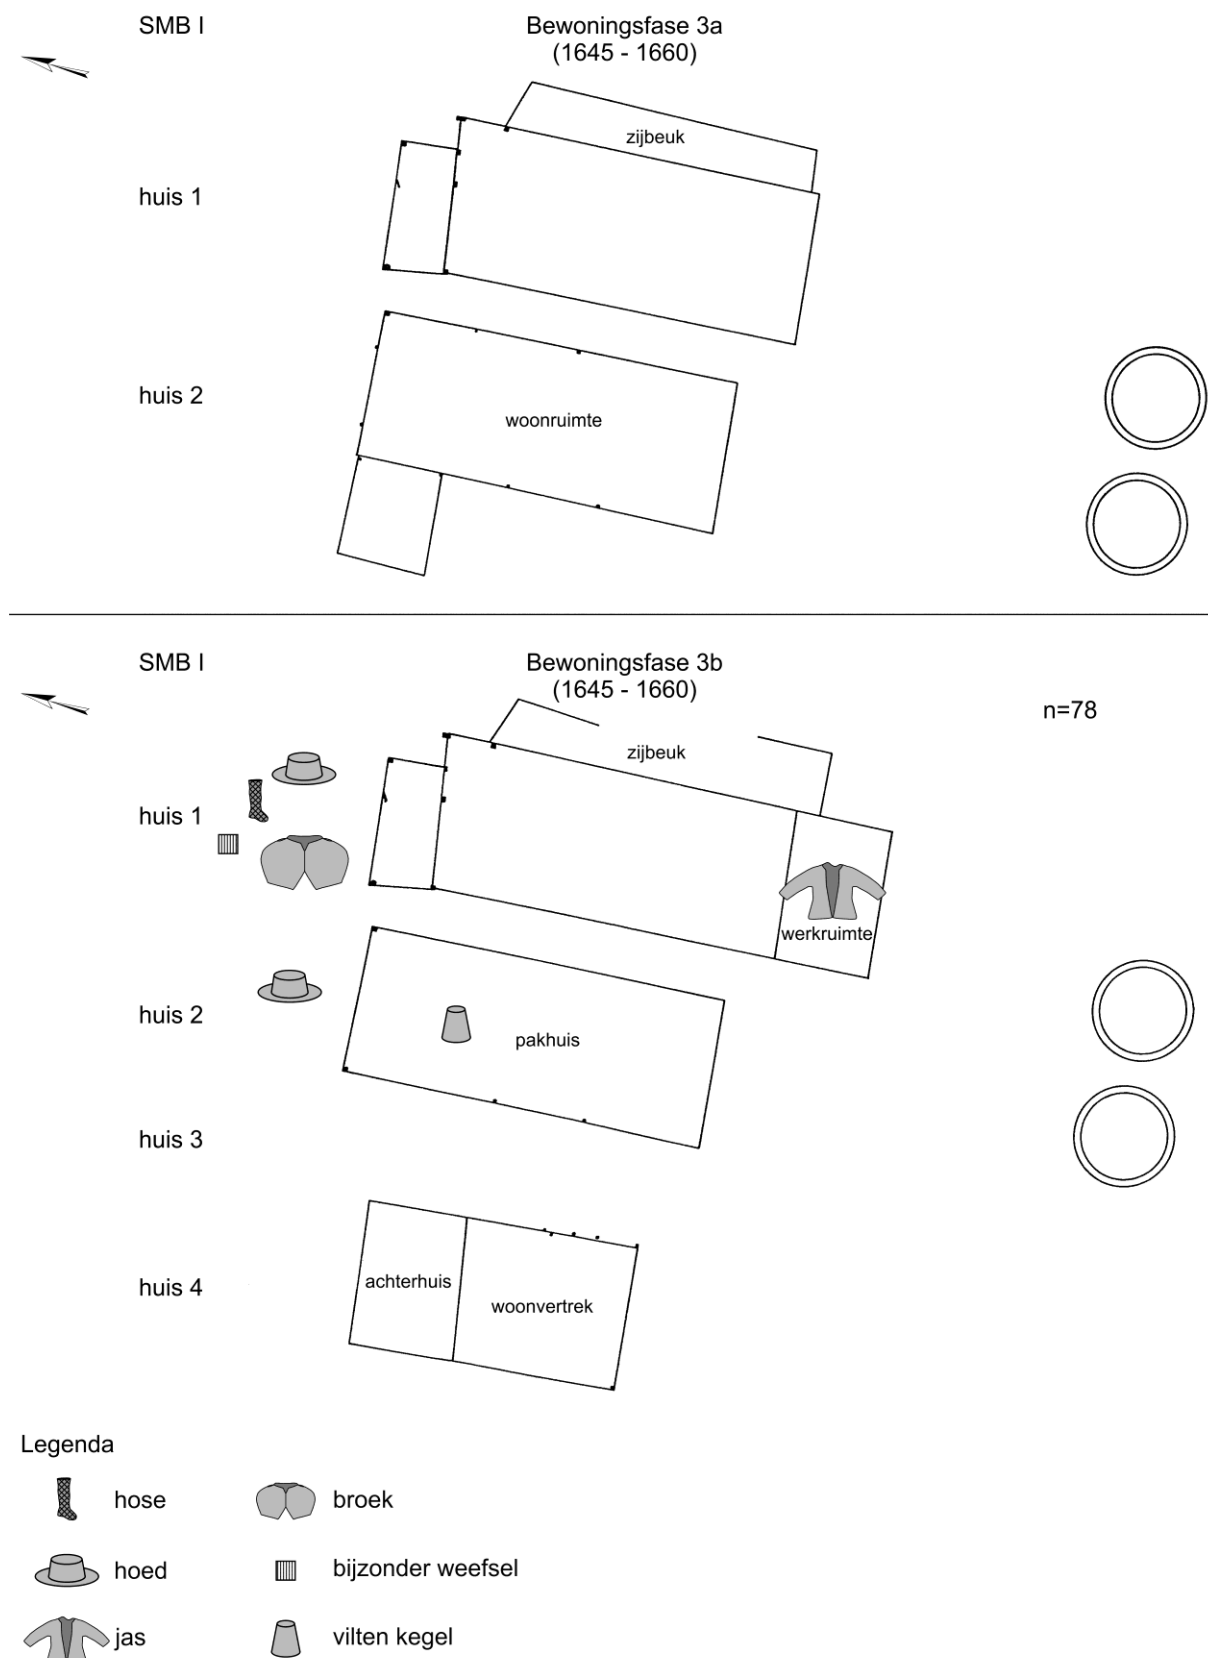 SMB I
Bewoningsfase 3a
(1645 - 1660)
zijbeuk
huis 1
huis 2
woonruimte
SMB I
Bewoningsfase 3b
(1645 - 1660)
n=78
zijbeuk
huis 1
werkruimte
huis 2
pakhuis
huis 3
achterhuis
huis 4
woonvertrek
Legenda
hose
broek
hoed
bijzonder weefsel
jas
vilten kegel